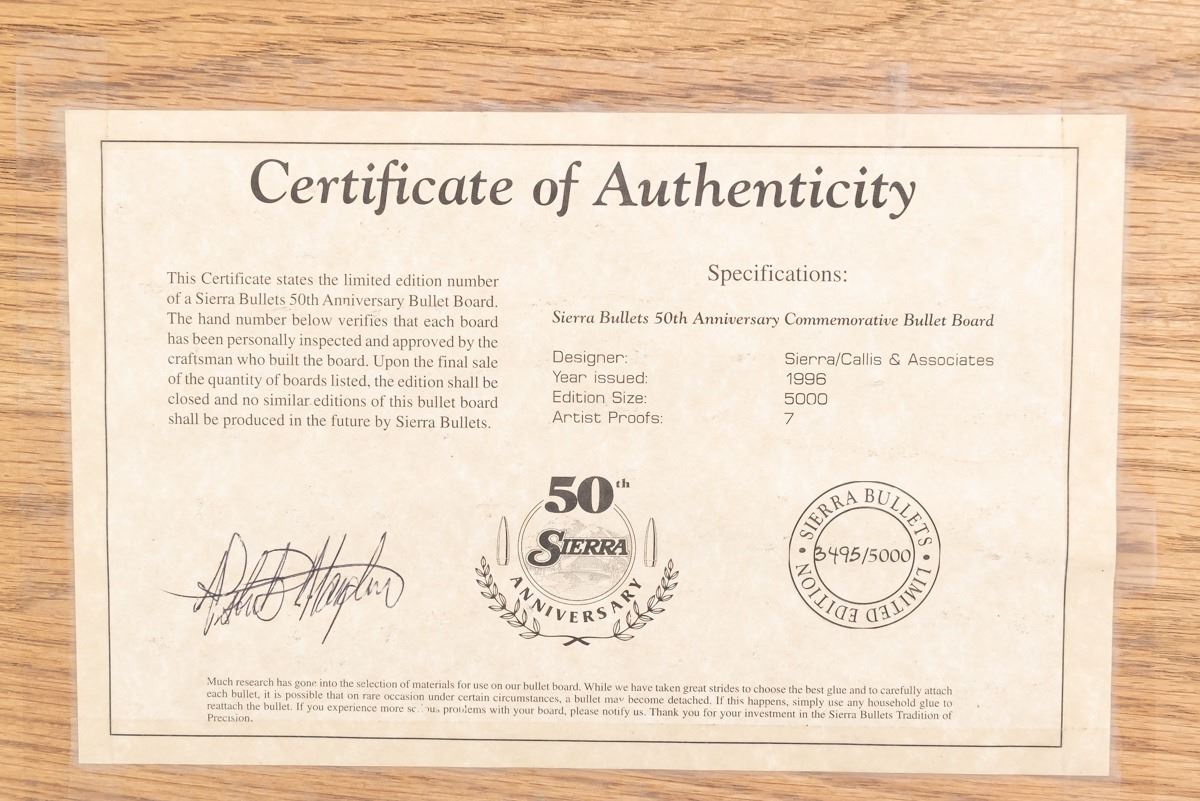 Certificate of Authenticity
This Certificate states the limited edition number
of a Sierra Bullets 50th Anniversary Bullet Board.
The hand number below verifies that each board
has been personally inspected and approved by the
craftsman who built the board. Upon the final sale
of the quantity of boards listed, the edition shall be
closed and no similar editions of this bullet board
shall be produced in the future by Sierra Bullets.
Specifications:
Sierra Bullets 50th Anniversary Commemorative Bullet Board
Designer: Sierra/Callis & Associates
Year issued: 1996
Edition Size: 5000
Artist Proofs: 7
50th
SIERRA
ANNIVERSARY
SIERRA BULLETS • LIMITED EDITION •
3495/5000
Much research has gone into the selection of materials for use on our bullet board. While we have taken great strides to choose the best glue and to carefully attach
each bullet, it is possible that on rare occasion under certain circumstances, a bullet may become detached. If this happens, simply use any household glue to
reattach the bullet. If you experience more problems with your board, please notify us. Thank you for your investment in the Sierra Bullets Tradition of
Precision.